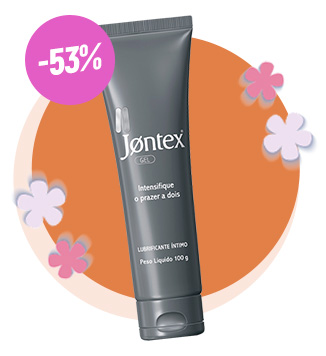 -53%
Jøntex®
GEL
Intensifique
o prazer a dois
LUBRIFICANTE ÍNTIMO
Peso Líquido 100 g